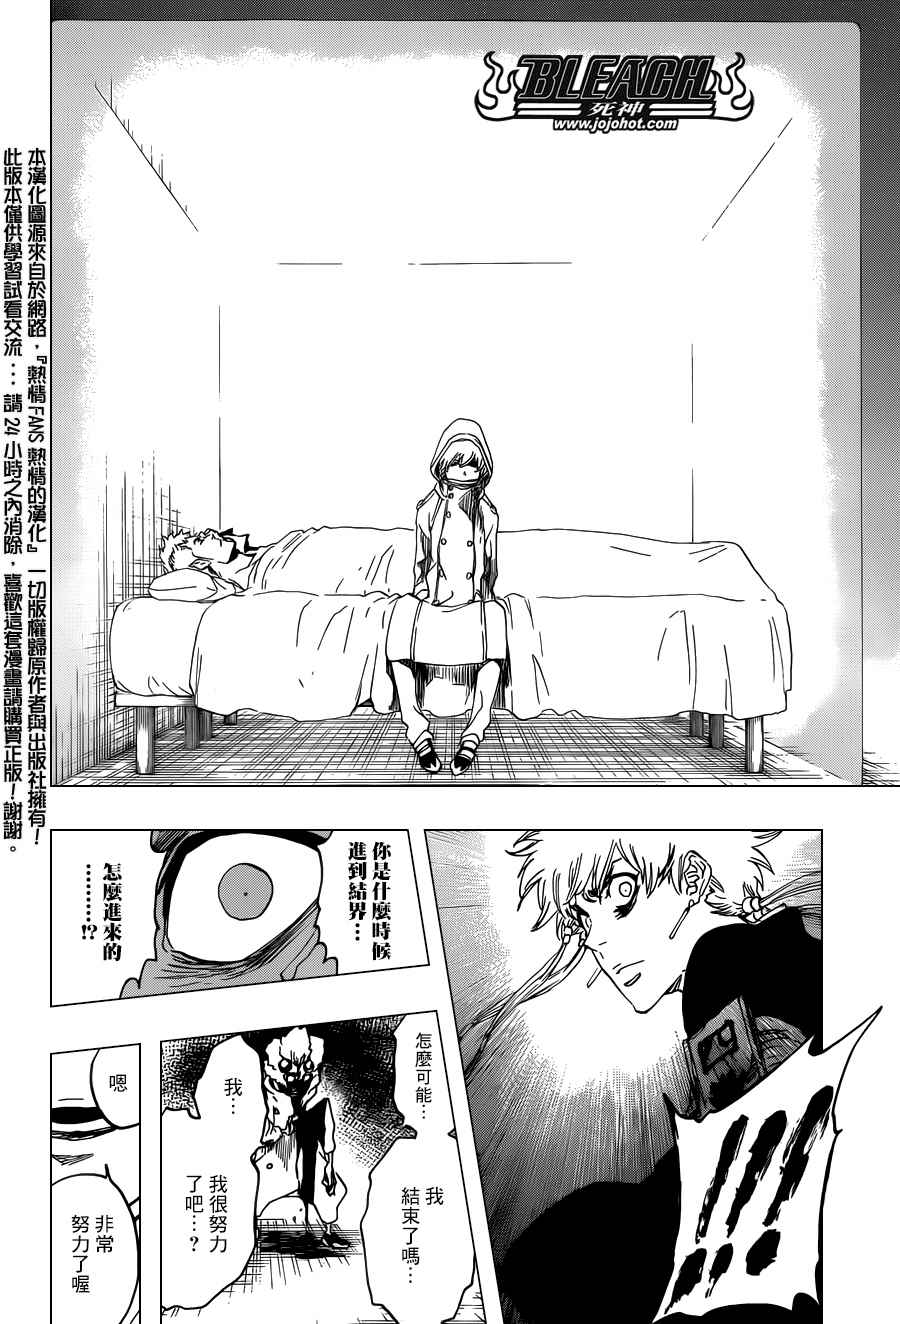 BLEACH
死神
www.jojohot.com
本漢化圖源來自於網路，『熱情FANS熱情的漢化』一切版權歸原作者與出版社擁有！
此版本僅供學習試看交流…請24小時之內消除，喜歡這套漫畫請購買正版！謝謝。
!!!
你是什麼時候
進到結界…
怎麼進來的
………!?
怎麼可能…
我
結束了嗎
…
我…
我很努力
了吧…?
嗯
非常
努力了喔